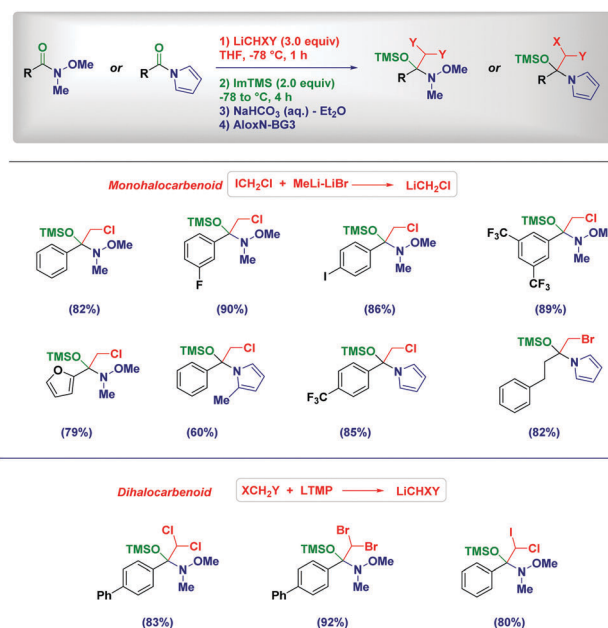 O
R N OMe
Me
or
O
R N
1) LiCHXY (3.0 equiv)
THF, -78 °C, 1 h
2) ImTMS (2.0 equiv)
-78 to °C, 4 h
3) NaHCO3 (aq.) - Et2O
4) AloxN-BG3
Y
TMSO Y
R N OMe
Me
or
X
TMSO Y
R N
Monohalocarbenoid ICH2Cl + MeLi-LiBr LiCH2Cl
TMSO Cl
N OMe
Me
(82%)
TMSO Cl
N OMe
Me
F
(90%)
TMSO Cl
N OMe
Me
I
(86%)
TMSO Cl
F3C N OM
Me
CF3
(89%)
TMSO Cl
O N OMe
Me
(79%)
TMSO Cl
N
Me
(60%)
TMSO Cl
N
F3C
(85%)
TMSO Br
N
(82%)
Dihalocarbenoid XCH2Y + LTMP LiCHXY
Cl
TMSO Cl
N OMe
Me
Ph
(83%)
Br
TMSO Br
N OMe
Me
Ph
(92%)
I
TMSO Cl
N OMe
Me
(80%)